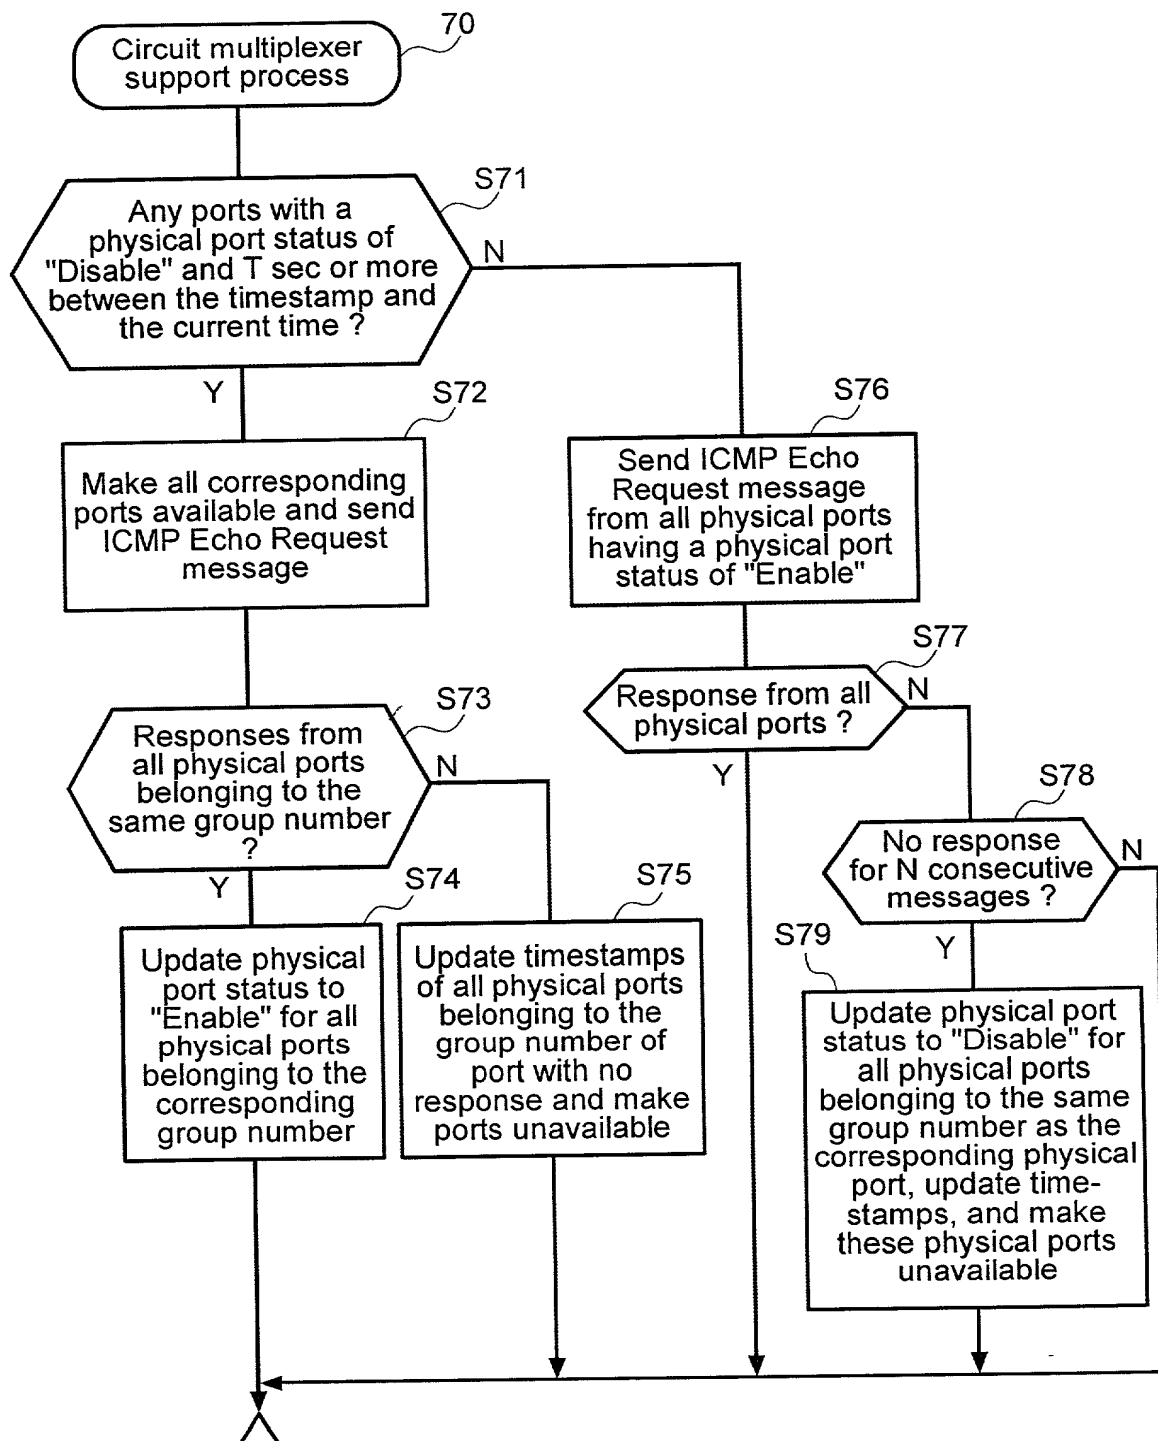 70
Circuit multiplexer
support process
S71
Any ports with a
physical port status of
"Disable" and T sec or more
between the timestamp and
the current time ?
N
Y
S72
Make all corresponding
ports available and send
ICMP Echo Request
message
S76
Send ICMP Echo
Request message
from all physical ports
having a physical port
status of "Enable"
S73
Responses from
all physical ports
belonging to the
same group number
?
N
Y
S77
Response from all
physical ports ?
N
Y
S78
No response
for N consecutive
messages ?
N
Y
S74
Update physical
port status to
"Enable" for all
physical ports
belonging to the
corresponding
group number
S75
Update timestamps
of all physical ports
belonging to the
group number of
port with no
response and make
ports unavailable
S79
Update physical port
status to "Disable" for
all physical ports
belonging to the same
group number as the
corresponding physical
port, update time-
stamps, and make
these physical ports
unavailable